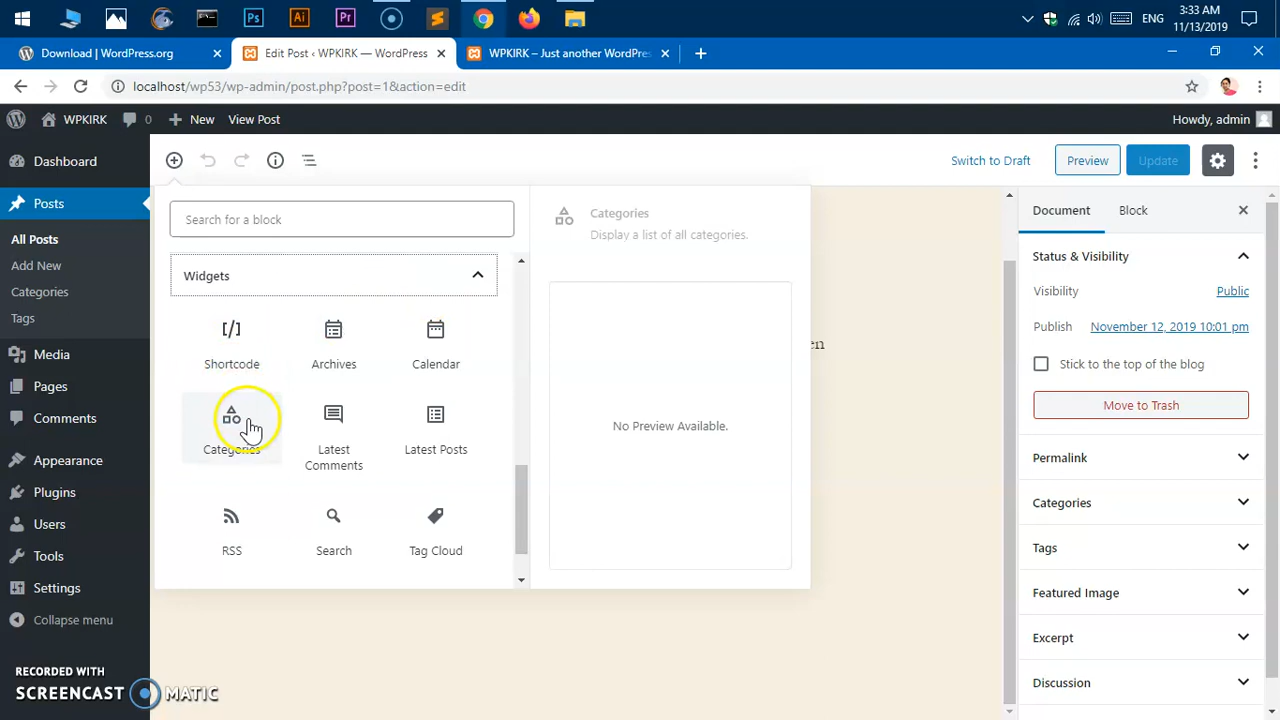 3:33 AM
ENG
11/13/2019
Download | WordPress.org
Edit Post ‹ WPKIRK — WordPress
WPKIRK – Just another WordPres
localhost/wp53/wp-admin/post.php?post=1&action=edit
WPKIRK
0
New
View Post
Howdy, admin
Dashboard
Posts
All Posts
Add New
Categories
Tags
Media
Pages
Comments
Appearance
Plugins
Users
Tools
Settings
Collapse menu
Switch to Draft
Preview
Update
Search for a block
Widgets
[/]
Shortcode
Archives
Calendar
Categories
Latest Comments
Latest Posts
RSS
Search
Tag Cloud
Categories
Display a list of all categories.
No Preview Available.
en
Document
Block
Status & Visibility
Visibility
Public
Publish
November 12, 2019 10:01 pm
Stick to the top of the blog
Move to Trash
Permalink
Categories
Tags
Featured Image
Excerpt
Discussion
RECORDED WITH
SCREENCAST MATIC
Ps
Ai
Pr